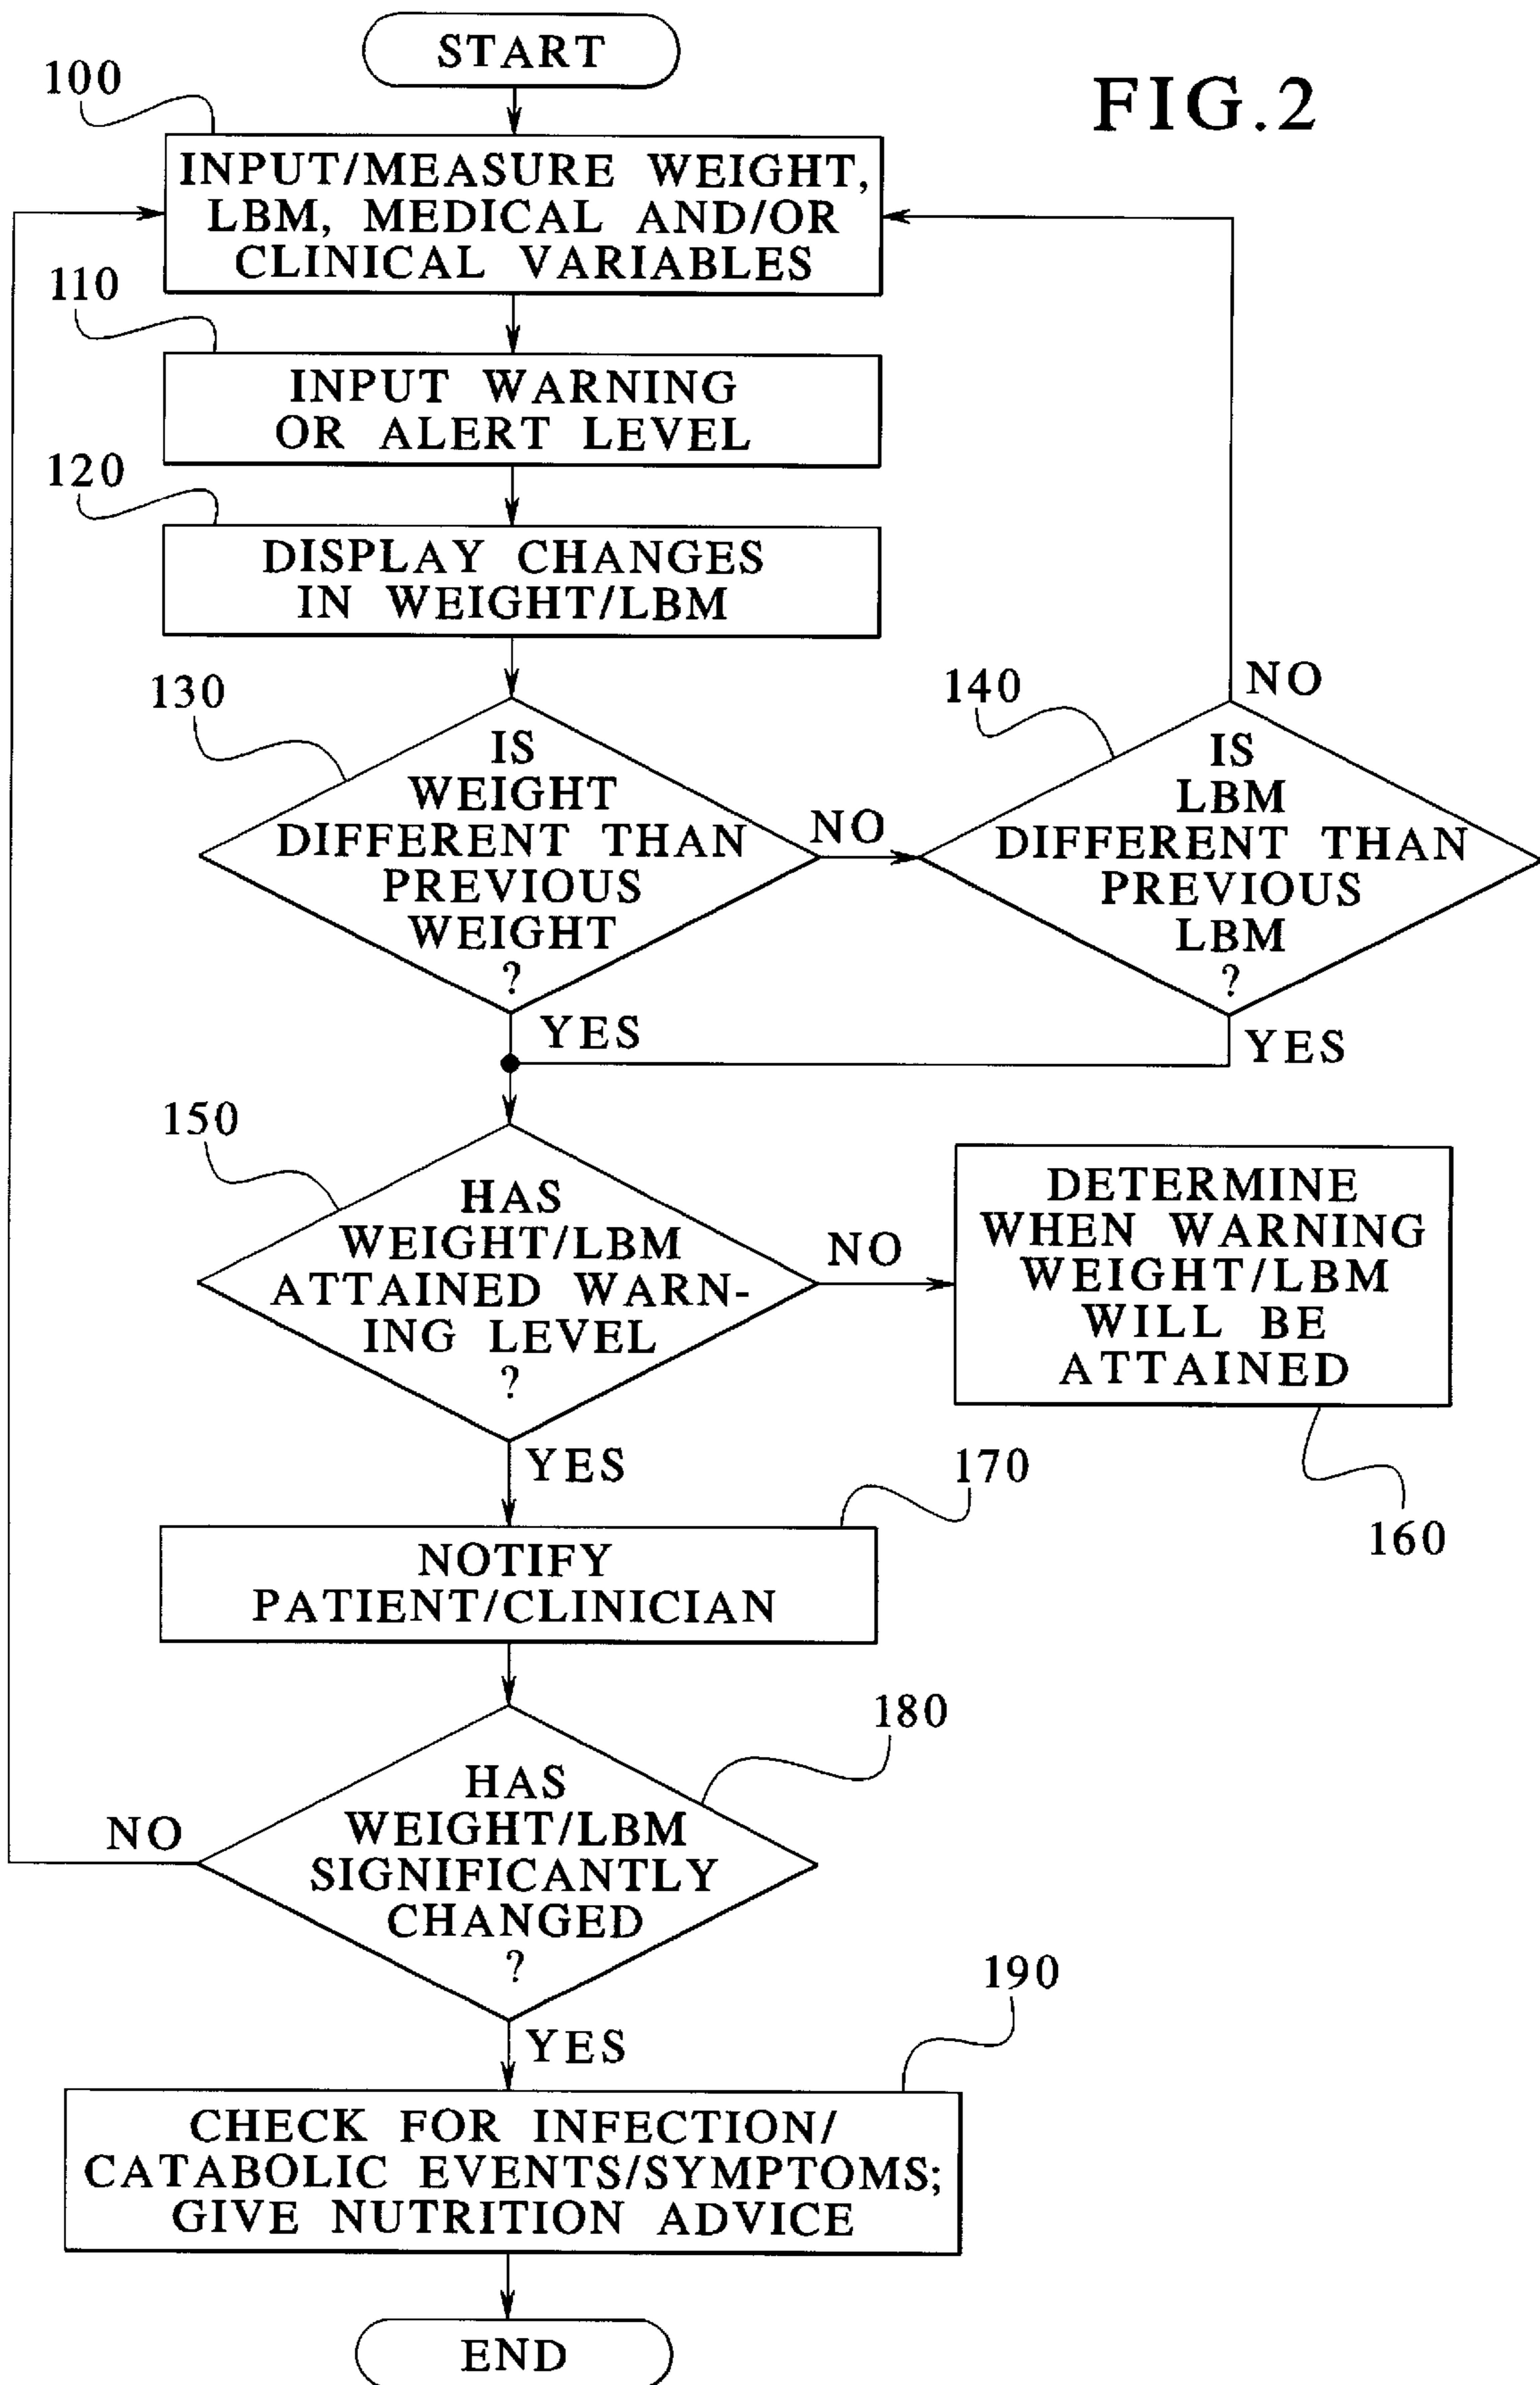 START
FIG.2
100
INPUT/MEASURE WEIGHT,
LBM, MEDICAL AND/OR
CLINICAL VARIABLES
110
INPUT WARNING
OR ALERT LEVEL
120
DISPLAY CHANGES
IN WEIGHT/LBM
130
IS
WEIGHT
DIFFERENT THAN
PREVIOUS
WEIGHT
?
NO
YES
140
NO
IS
LBM
DIFFERENT THAN
PREVIOUS
LBM
?
YES
150
HAS
WEIGHT/LBM
ATTAINED WARN-
ING LEVEL
?
NO
DETERMINE
WHEN WARNING
WEIGHT/LBM
WILL BE
ATTAINED
160
YES
170
NOTIFY
PATIENT/CLINICIAN
180
HAS
WEIGHT/LBM
SIGNIFICANTLY
CHANGED
?
NO
YES
190
CHECK FOR INFECTION/
CATABOLIC EVENTS/SYMPTOMS;
GIVE NUTRITION ADVICE
END